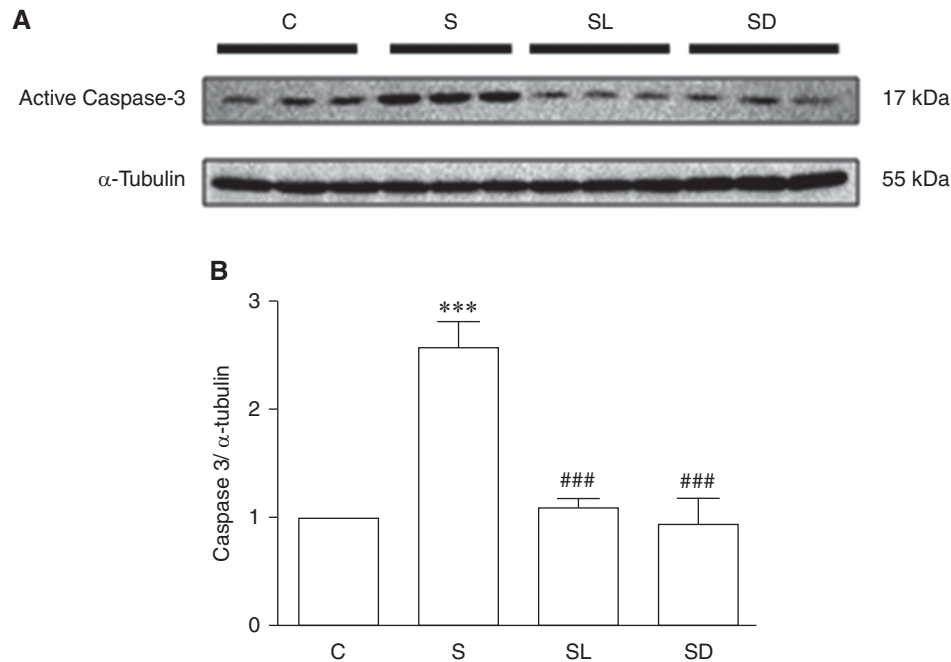 A
C S SL SD
Active Caspase-3 17 kDa
α-Tubulin 55 kDa
B
Caspase 3/ α-tubulin
3
***
2
### ###
1
0
C S SL SD